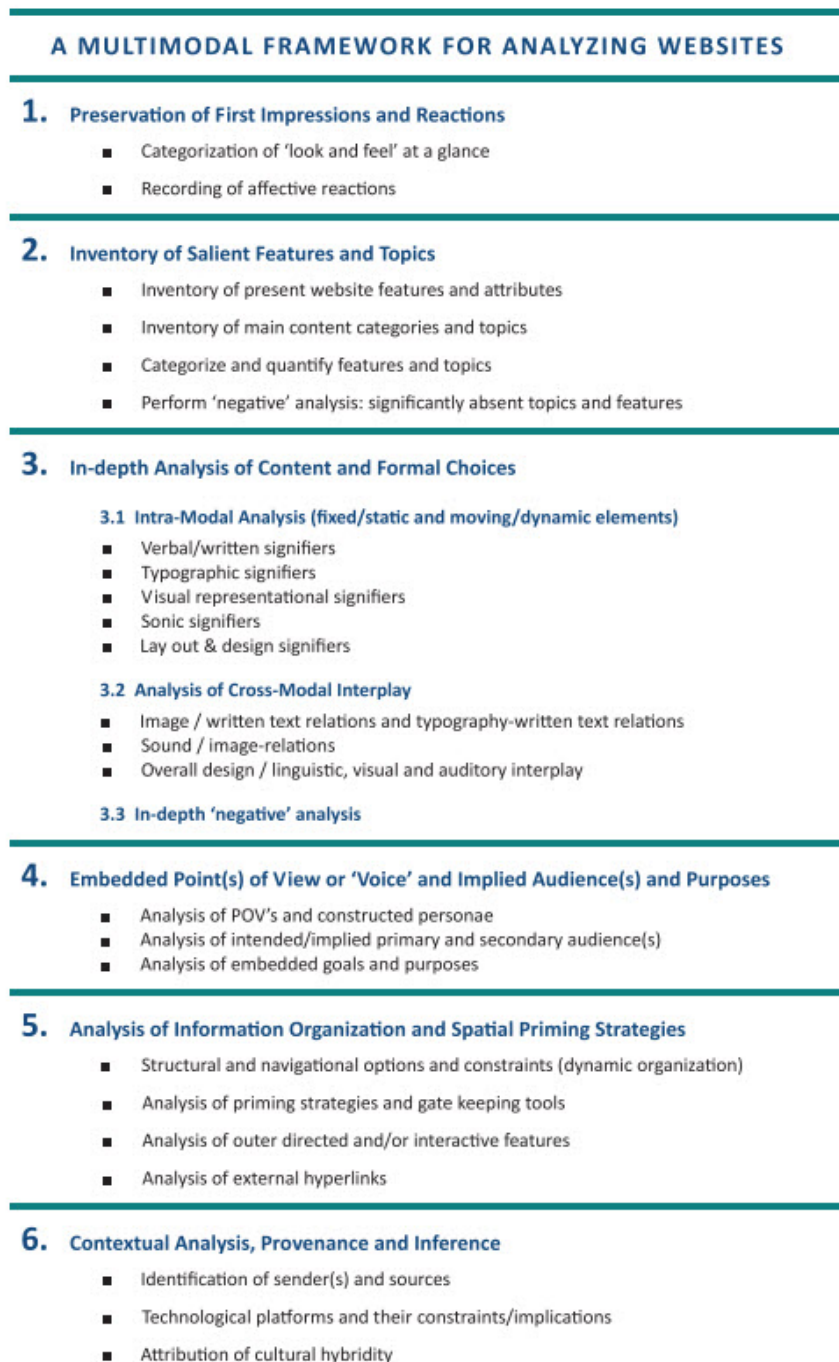 A MULTIMODAL FRAMEWORK FOR ANALYZING WEBSITES
1. Preservation of First Impressions and Reactions
■ Categorization of ‘look and feel’ at a glance
■ Recording of affective reactions
2. Inventory of Salient Features and Topics
■ Inventory of present website features and attributes
■ Inventory of main content categories and topics
■ Categorize and quantify features and topics
■ Perform ‘negative’ analysis: significantly absent topics and features
3. In-depth Analysis of Content and Formal Choices
3.1 Intra-Modal Analysis (fixed/static and moving/dynamic elements)
■ Verbal/written signifiers
■ Typographic signifiers
■ Visual representational signifiers
■ Sonic signifiers
■ Lay out & design signifiers
3.2 Analysis of Cross-Modal Interplay
■ Image / written text relations and typography-written text relations
■ Sound / image-relations
■ Overall design / linguistic, visual and auditory interplay
3.3 In-depth ‘negative’ analysis
4. Embedded Point(s) of View or ‘Voice’ and Implied Audience(s) and Purposes
■ Analysis of POV's and constructed personae
■ Analysis of intended/implied primary and secondary audience(s)
■ Analysis of embedded goals and purposes
5. Analysis of Information Organization and Spatial Priming Strategies
■ Structural and navigational options and constraints (dynamic organization)
■ Analysis of priming strategies and gate keeping tools
■ Analysis of outer directed and/or interactive features
■ Analysis of external hyperlinks
6. Contextual Analysis, Provenance and Inference
■ Identification of sender(s) and sources
■ Technological platforms and their constraints/implications
■ Attribution of cultural hybridity